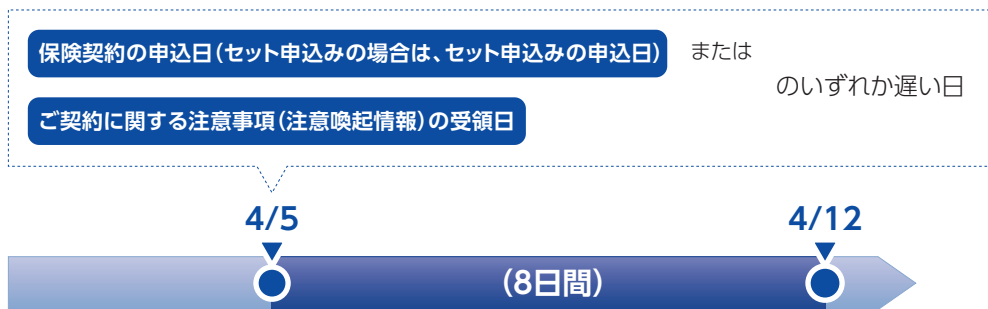 保険契約の申込日(セット申込みの場合は、セット申込みの申込日)
または
のいずれか遅い日
ご契約に関する注意事項(注意喚起情報)の受領日
4/5
4/12
(8日間)